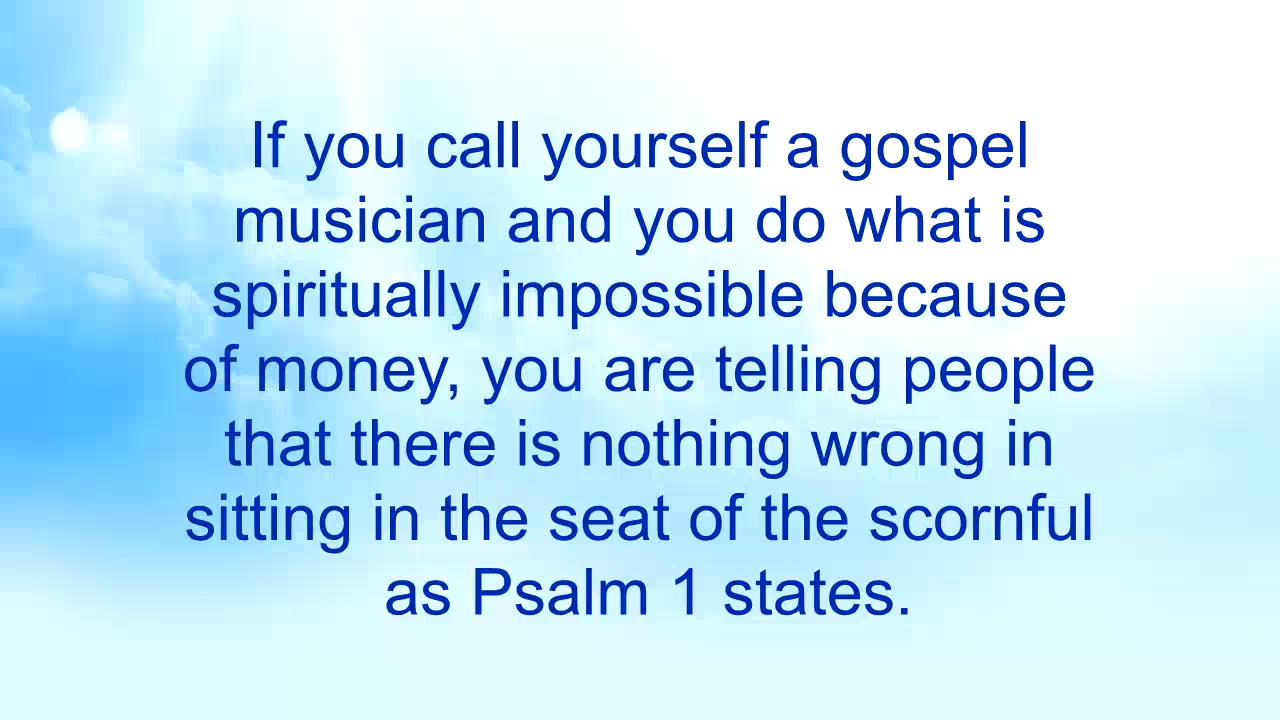 If you call yourself a gospel
musician and you do what is
spiritually impossible because
of money, you are telling people
that there is nothing wrong in
sitting in the seat of the scornful
as Psalm 1 states.